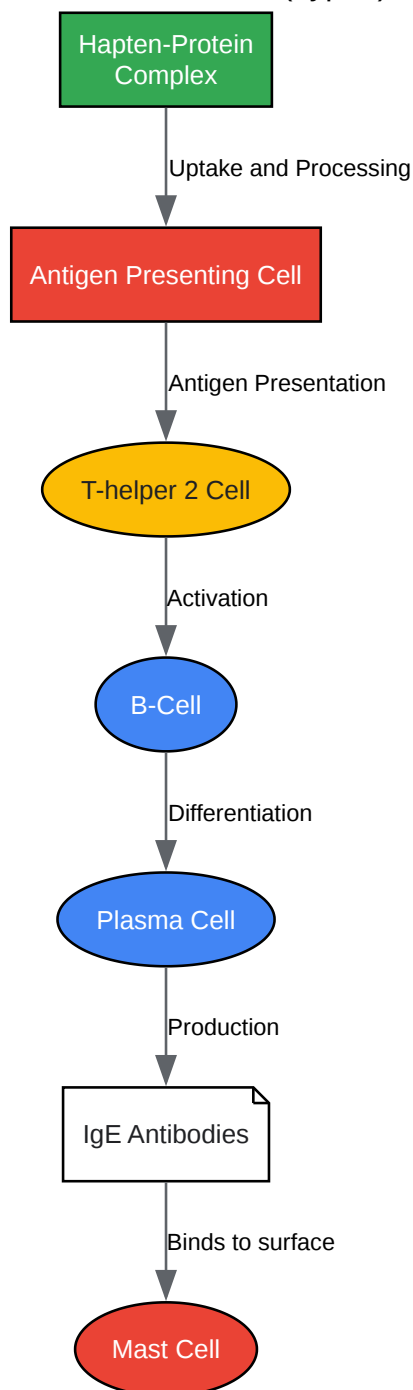 Hapten-Protein
Complex
Uptake and Processing
Antigen Presenting Cell
Antigen Presentation
T-helper 2 Cell
Activation
B-Cell
Differentiation
Plasma Cell
Production
IgE Antibodies
Binds to surface
Mast Cell